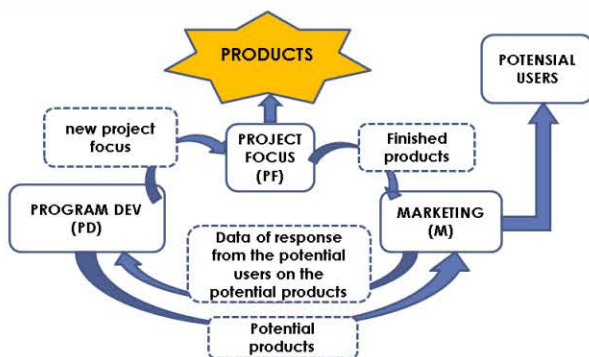 PRODUCTS
POTENSIAL
USERS
new project
focus
PROJECT
FOCUS
(PF)
Finished
products
PROGRAM DEV
(PD)
MARKETING
(M)
Data of response
from the potential
users on the
potential products
Potential
products